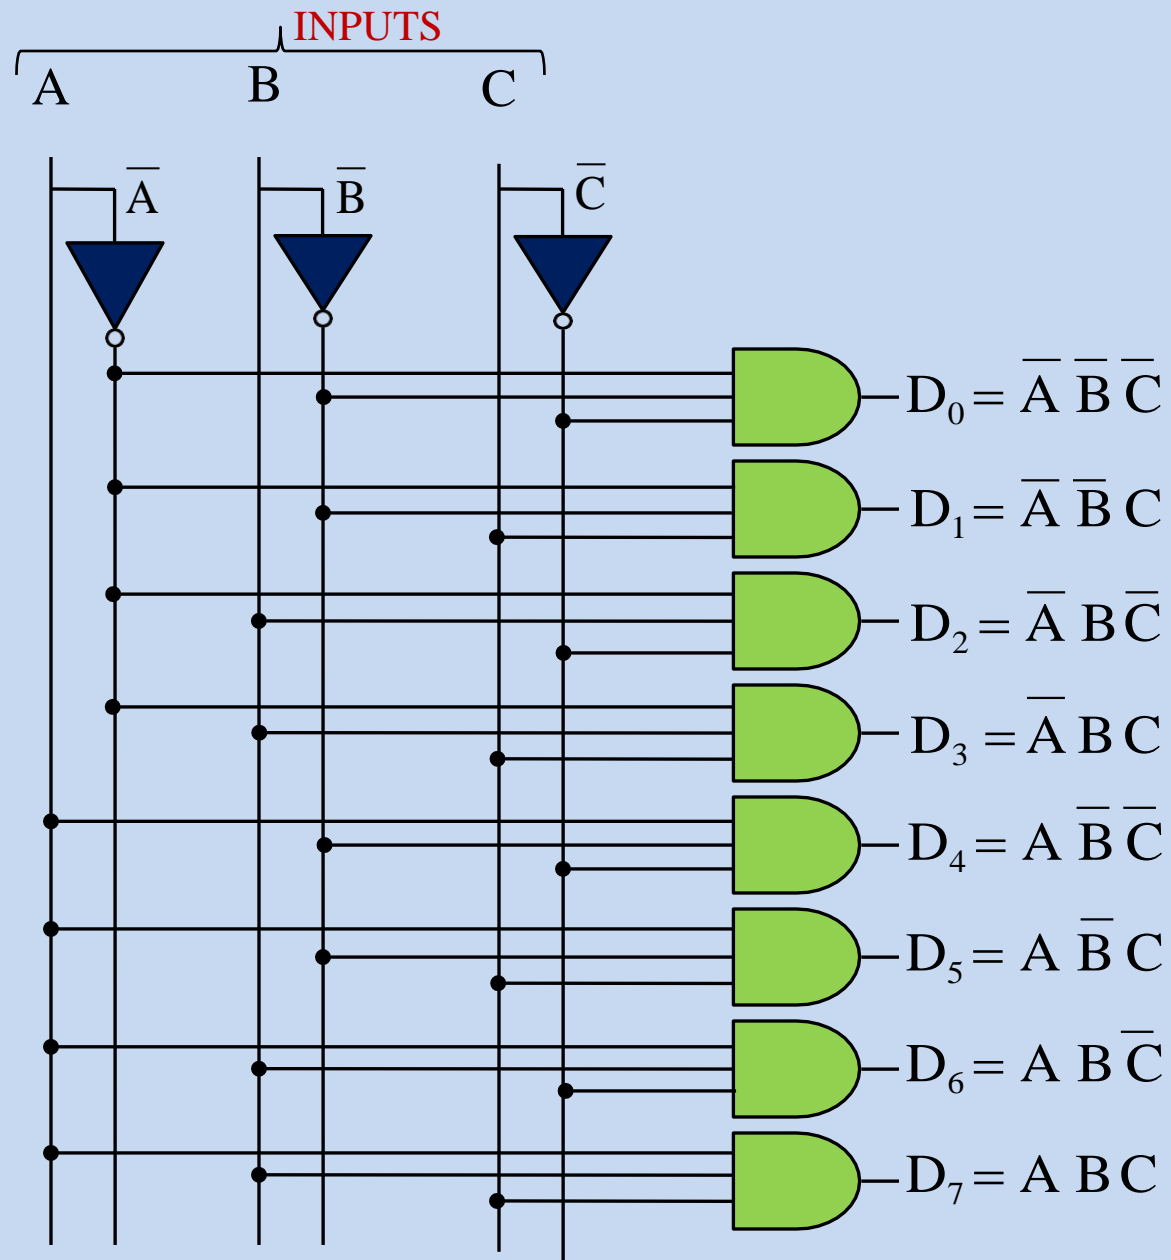 INPUTS
A B C
A̅ B̅ C̅
D₀ = A̅ B̅ C̅
D₁ = A̅ B̅ C
D₂ = A̅ B C̅
D₃ = A̅ B C
D₄ = A B̅ C̅
D₅ = A B̅ C
D₆ = A B C̅
D₇ = A B C